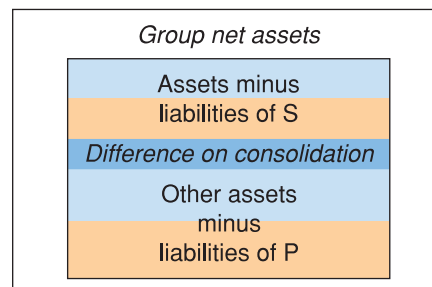 Group net assets
Assets minus
liabilities of S
Difference on consolidation
Other assets
minus
liabilities of P